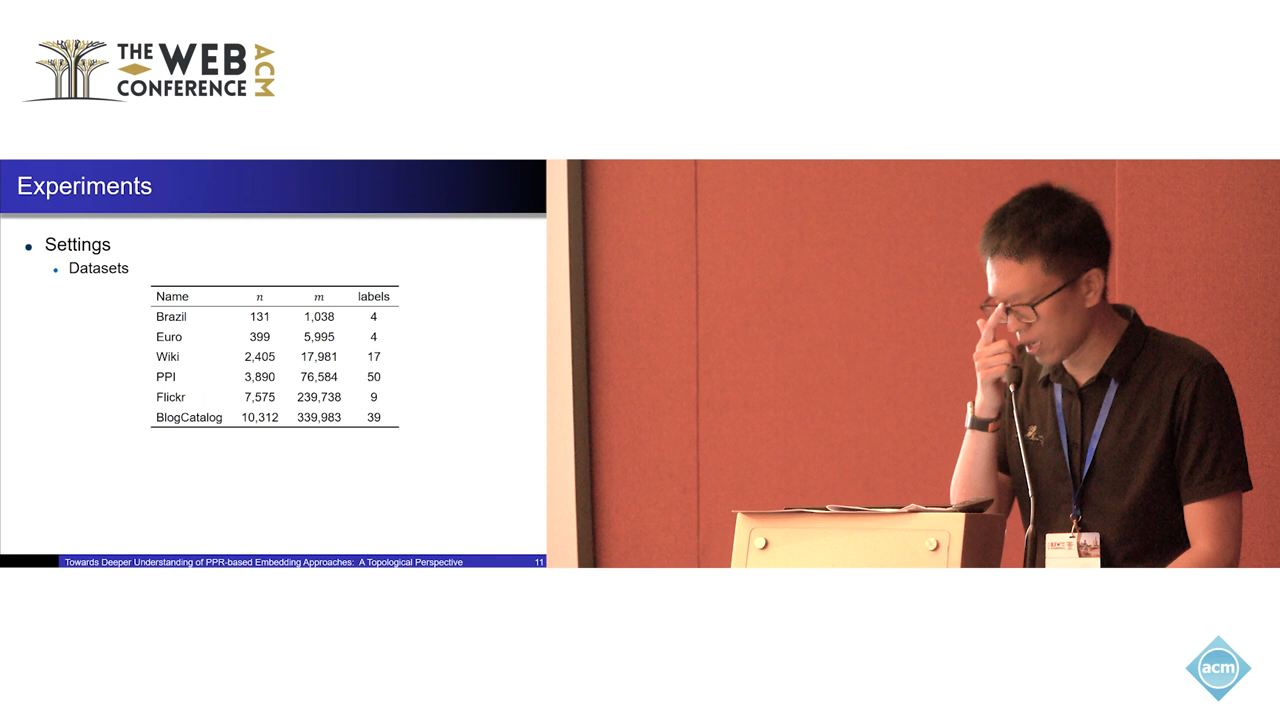 THE WEB
CONFERENCE
ACM
Experiments
Settings
Datasets
Name n m labels
Brazil 131 1,038 4
Euro 399 5,995 4
Wiki 2,405 17,981 17
PPI 3,890 76,584 50
Flickr 7,575 239,738 9
BlogCatalog 10,312 339,983 39
Towards Deeper Understanding of PPR-based Embedding Approaches: A Topological Perspective 11
acm